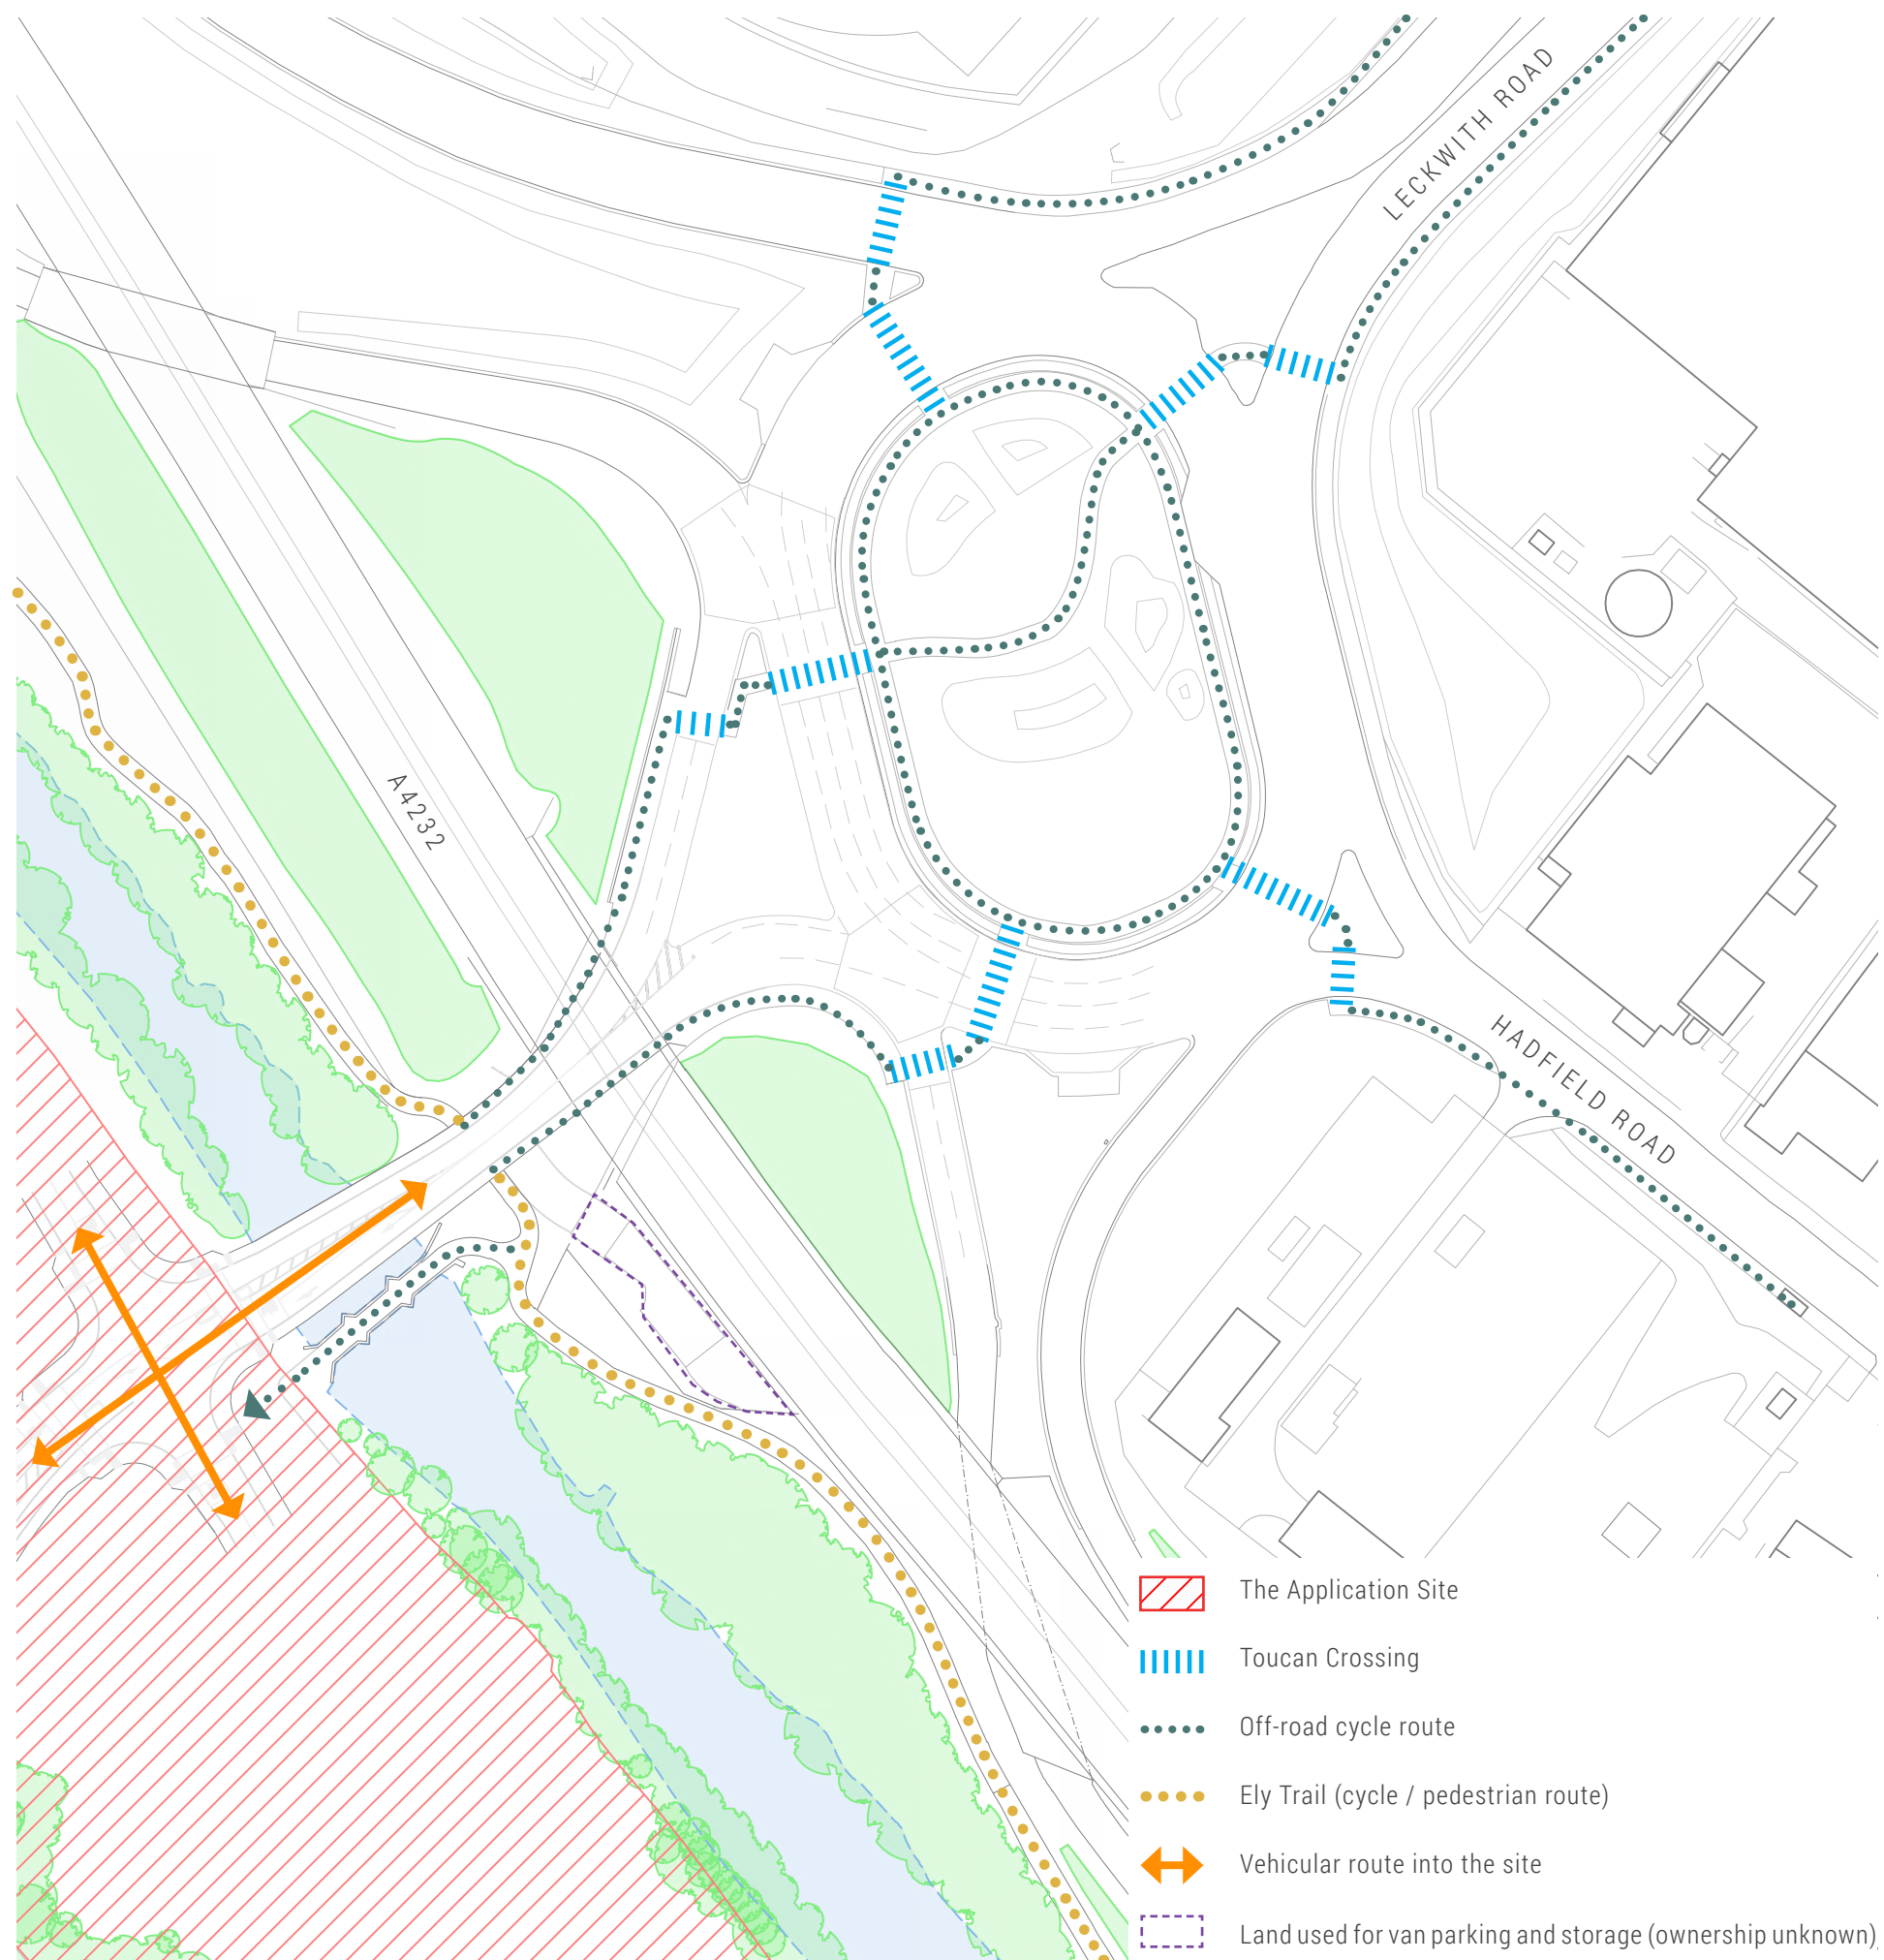 LECKWITH ROAD
A4232
HADFIELD ROAD
The Application Site
Toucan Crossing
Off-road cycle route
Ely Trail (cycle / pedestrian route)
Vehicular route into the site
Land used for van parking and storage (ownership unknown)